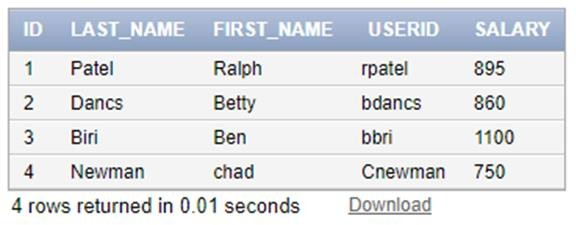 ID LAST_NAME FIRST_NAME USERID SALARY
1 Patel Ralph rpatel 895
2 Dancs Betty bdancs 860
3 Biri Ben bbri 1100
4 Newman chad Cnewman 750
4 rows returned in 0.01 seconds Download